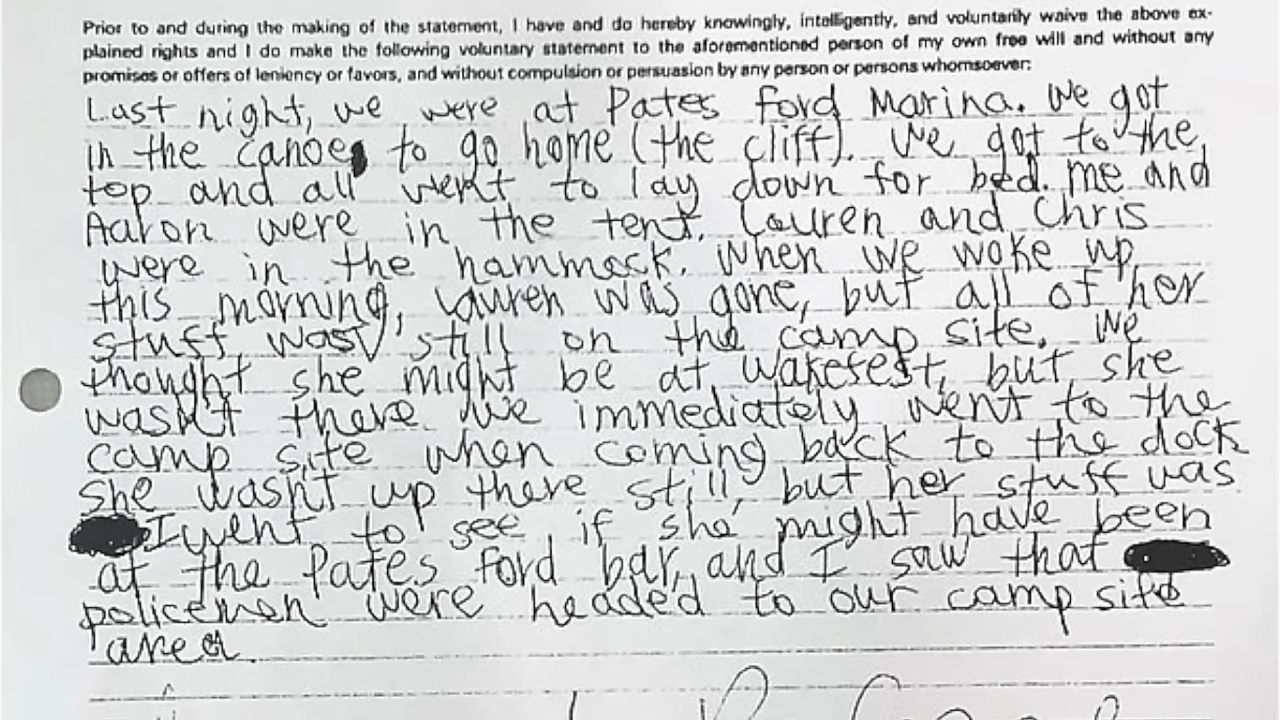 Prior to and during the making of the statement, I have and do hereby knowingly, intelligently, and voluntarily waive the above ex-
plained rights and I do make the following voluntary statement to the aforementioned person of my own free will and without any
promises or offers of leniency or favors, and without compulsion or persuasion by any person or persons whomsoever:
Last night, we were at Pates Ford Marina. We got
in the canoe to go home (the cliff). We got to the
top and all went to lay down for bed. me and
Aaron were in the tent. Lauren and Chris
were in the hammock. When we woke up
this morning, Lauren was gone, but all of her
stuff was still on the camp site. We
thought she might be at wakefest, but she
wasn't there we immediately went to the
camp site when coming back to the dock
she wasn't up there still, but her stuff was
I went to see if she might have been
at the Pates Ford bar, and I saw that
policemen were headed to our camp site
area